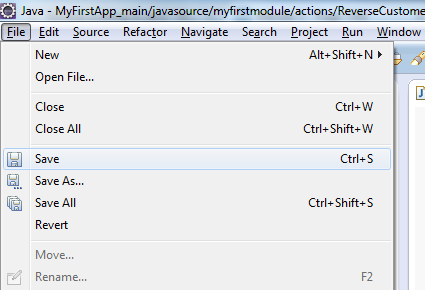 Java - MyFirstApp_main/javasource/myfirstmodule/actions/ReverseCustome
File Edit Source Refactor Navigate Search Project Run Window
New Alt+Shift+N
Open File...
Close Ctrl+W
Close All Ctrl+Shift+W
Save Ctrl+S
Save As...
Save All Ctrl+Shift+S
Revert
Move...
Rename... F2